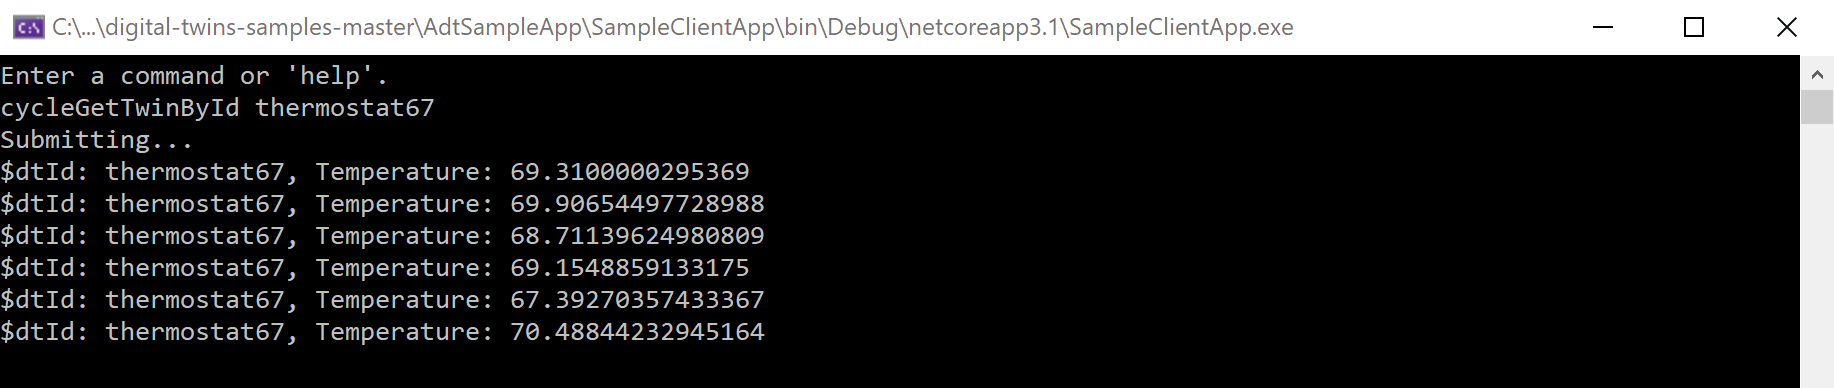 C:\...\digital-twins-samples-master\AdtSampleApp\SampleClientApp\bin\Debug\netcoreapp3.1\SampleClientApp.exe
Enter a command or 'help'.
cycleGetTwinById thermostat67
Submitting...
$dtId: thermostat67, Temperature: 69.3100000295369
$dtId: thermostat67, Temperature: 69.90654497728988
$dtId: thermostat67, Temperature: 68.71139624980809
$dtId: thermostat67, Temperature: 69.1548859133175
$dtId: thermostat67, Temperature: 67.39270357433367
$dtId: thermostat67, Temperature: 70.48844232945164